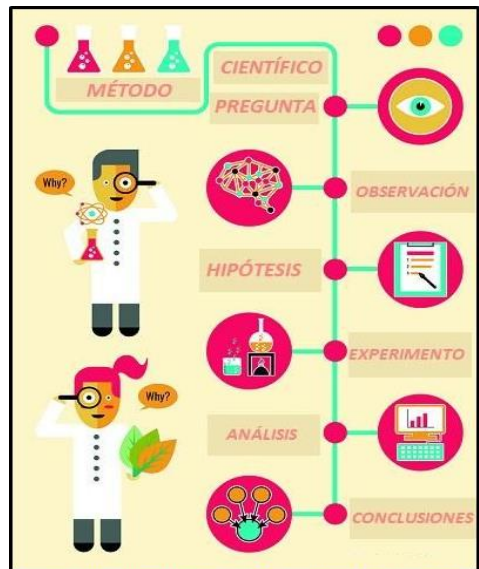 MÉTODO
CIENTÍFICO
PREGUNTA
Why?
OBSERVACIÓN
HIPÓTESIS
EXPERIMENTO
Why?
ANÁLISIS
CONCLUSIONES